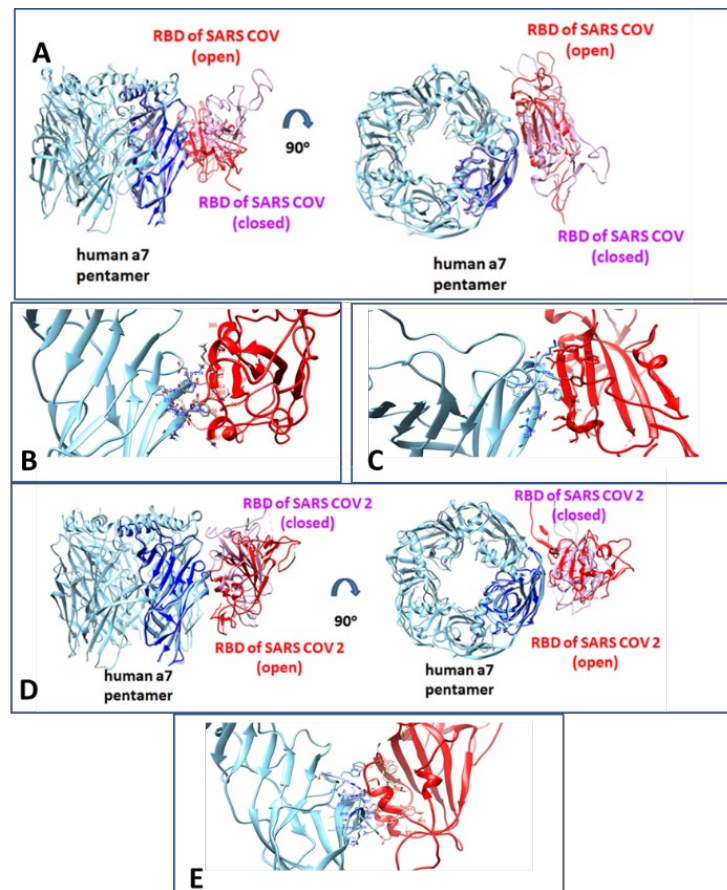 A
RBD of SARS COV
(open)
90°
RBD of SARS COV
(closed)
human a7
pentamer
RBD of SARS COV
(open)
RBD of SARS COV
(closed)
human a7
pentamer
B
C
D
RBD of SARS COV 2
(closed)
90°
RBD of SARS COV 2
(open)
human a7
pentamer
RBD of SARS COV 2
(closed)
RBD of SARS COV 2
(open)
human a7
pentamer
E